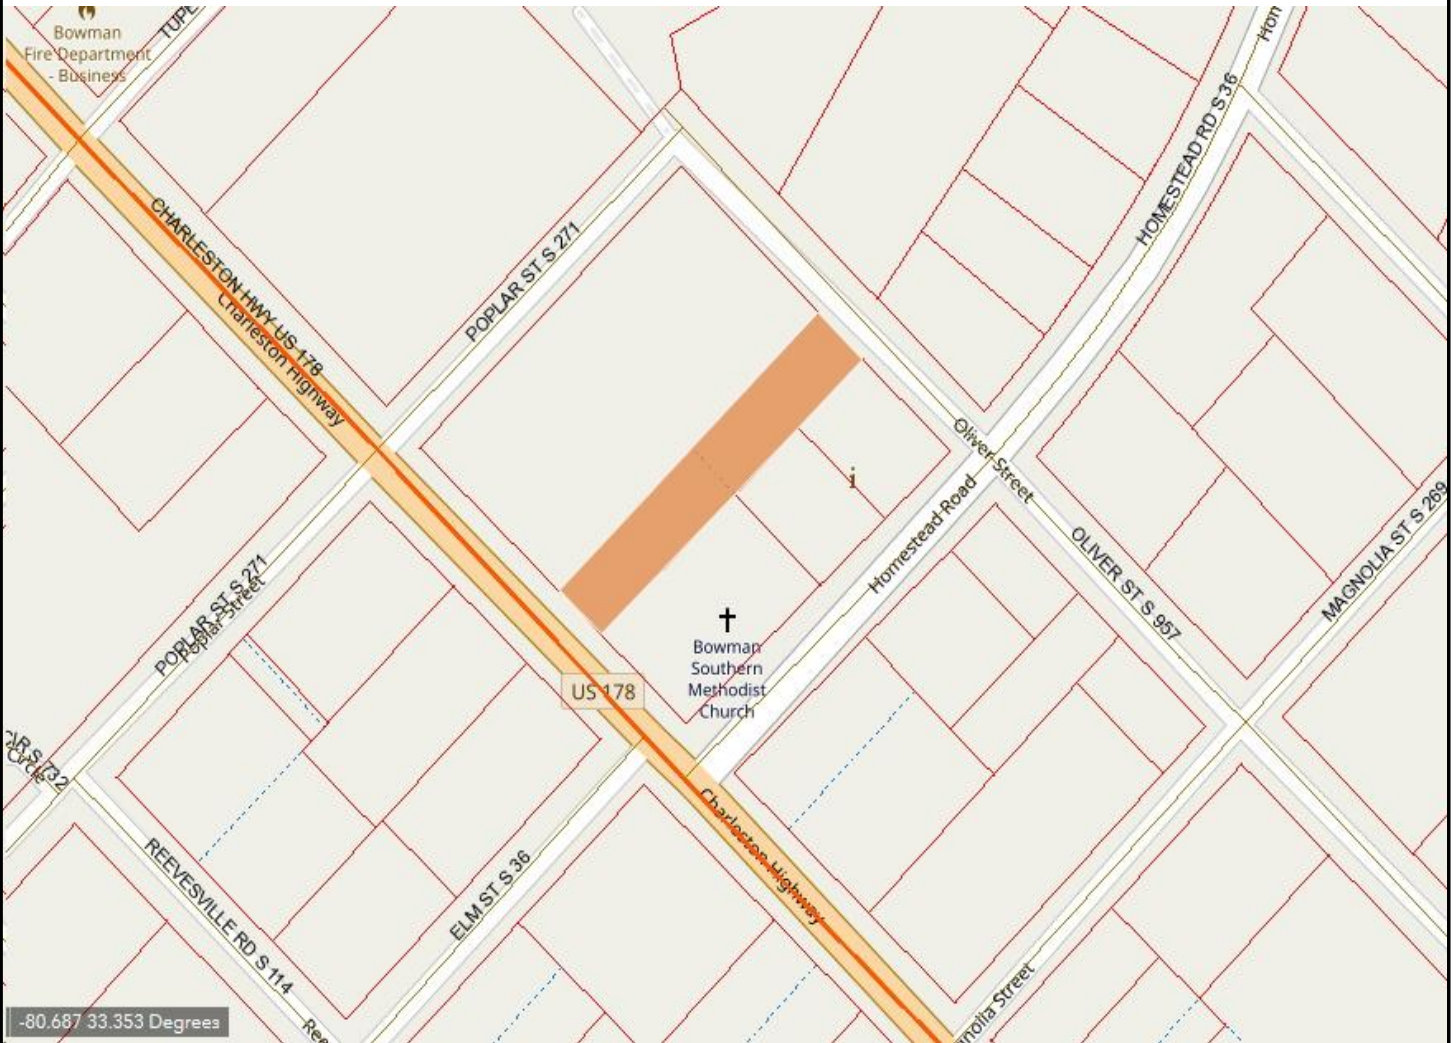 Bowman
Fire Department
- Business
HOMESTEAD RD S 36
CHARLESTON HWY US 178
Charleston Highway
POPLAR ST S 271
Oliver Street
Homestead Road
OLIVER ST S 957
MAGNOLIA ST S 269
POPLAR ST S 271
Poplar Street
i
Bowman
Southern
Methodist
Church
US 178
Circle
Charleston Highway
REEVESVILLE RD S 114
ELM ST S 36
-80.687 33.353 Degrees